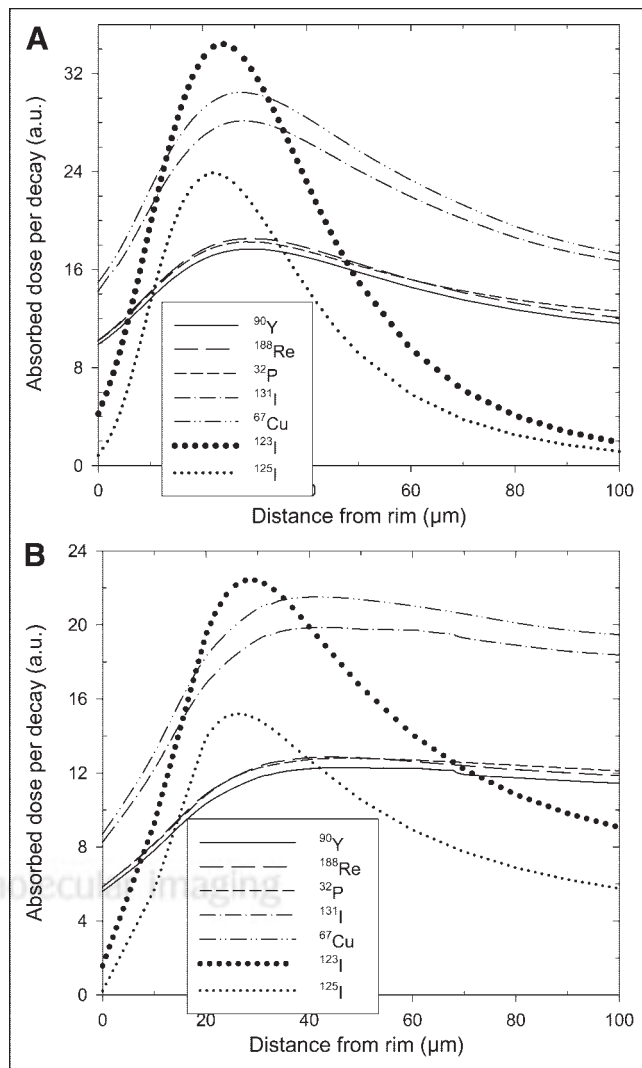 A
Absorbed dose per decay (a.u.)
32
24
16
8
0
⁹⁰Y
¹⁸⁸Re
³²P
¹³¹I
⁶⁷Cu
¹²³I
¹²⁵I
0 60 80 100
Distance from rim (µm)
B
Absorbed dose per decay (a.u.)
24
20
16
12
8
4
0
⁹⁰Y
¹⁸⁸Re
³²P
¹³¹I
⁶⁷Cu
¹²³I
¹²⁵I
molecular imaging
0 20 40 60 80 100
Distance from rim (µm)